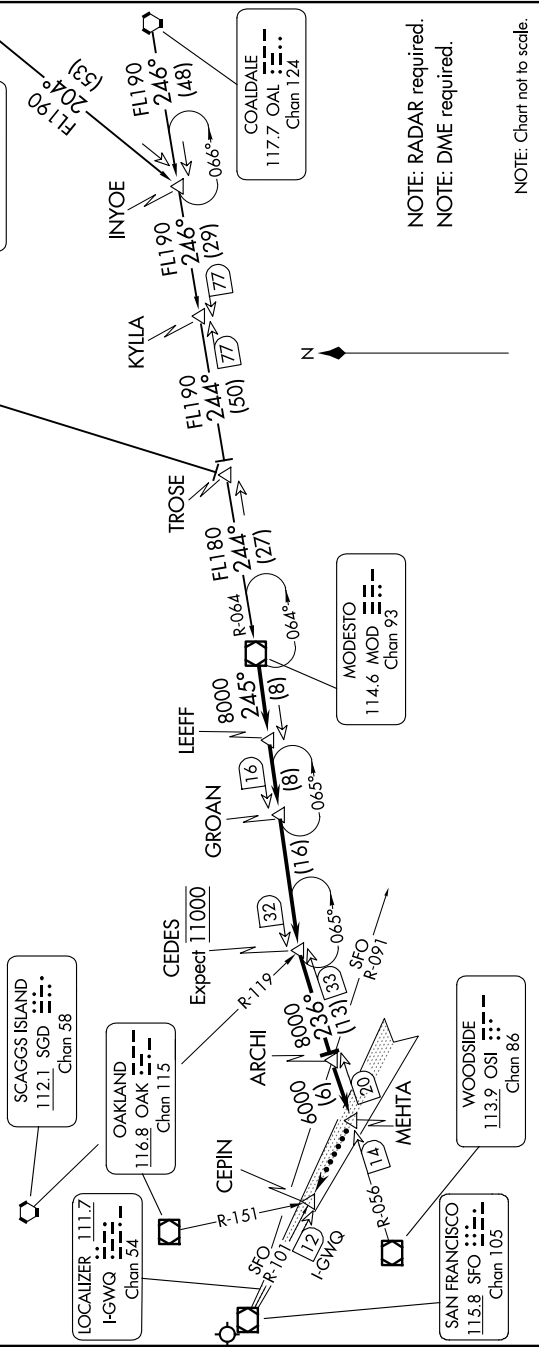 SCAGGS ISLAND
112.1 SGD
Chan 58
OAKLAND
116.8 OAK
Chan 115
LOCALIZER 111.7
I-GWQ
Chan 54
SAN FRANCISCO
115.8 SFO
Chan 105
WOODSIDE
113.9 OSI
Chan 86
MODESTO
114.6 MOD
Chan 93
COALDALE
117.7 OAL
Chan 124
FL190
204°
(53)
FL190
246°
(48)
INYOE
066°
FL190
246°
(29)
77
KYLLA
77
FL190
244°
(50)
TROSE
FL180
244°
(27)
R-064
064°
8000
245°
(8)
LEEFF
16
(8)
GROAN
065°
(16)
CEDES
Expect 11000
32
R-119
065°
33
SFO
R-091
8000
236°
(13)
ARCHI
20
6000
(6)
MEHTA
14
R-056
CEPIN
R-151
12
I-GWQ
SFO
R-101
N
NOTE: RADAR required.
NOTE: DME required.
NOTE: Chart not to scale.